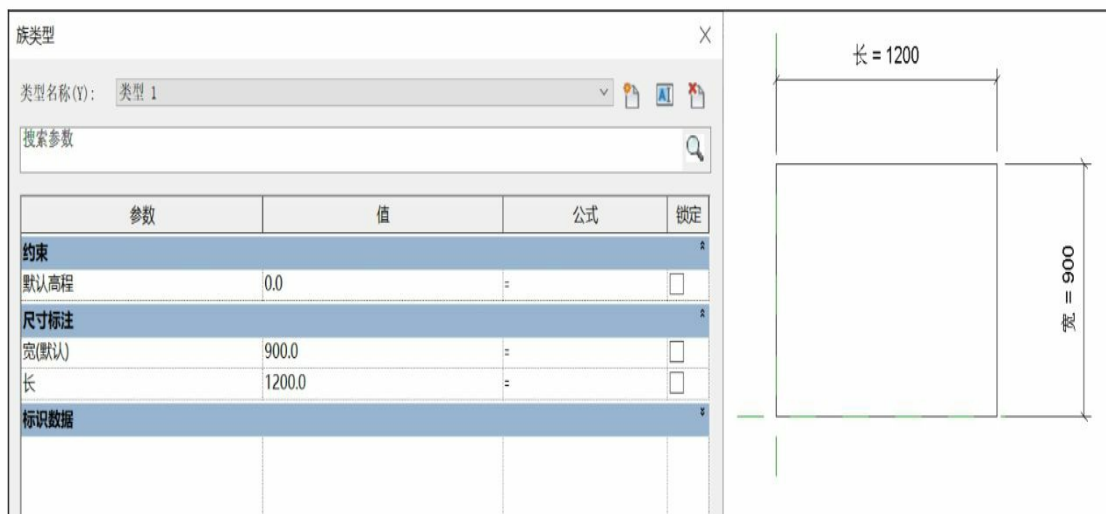 族类型
类型名称(Y): 类型 1
搜索参数
参数 值 公式 锁定
约束
默认高程 0.0 =
尺寸标注
宽(默认) 900.0 =
长 1200.0 =
标识数据
长 = 1200
宽 = 900